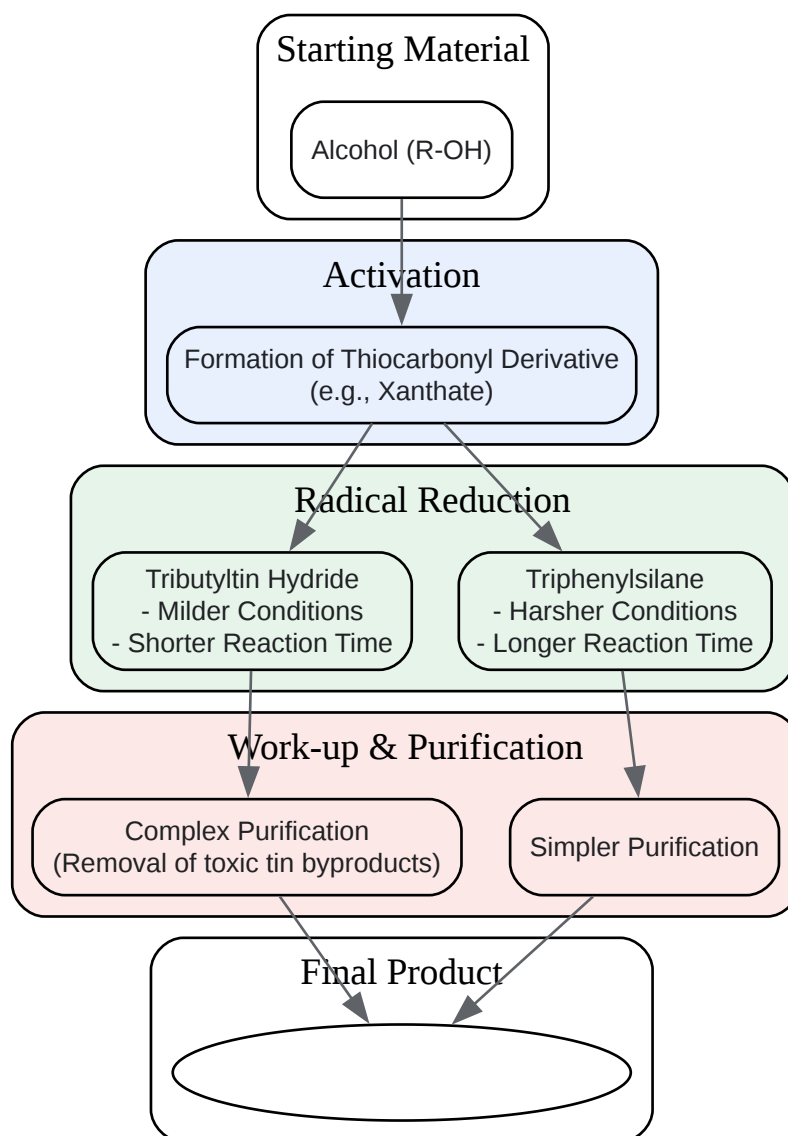 Starting Material
Alcohol (R-OH)
Activation
Formation of Thiocarbonyl Derivative
(e.g., Xanthate)
Radical Reduction
Tributyltin Hydride
- Milder Conditions
- Shorter Reaction Time
Triphenylsilane
- Harsher Conditions
- Longer Reaction Time
Work-up & Purification
Complex Purification
(Removal of toxic tin byproducts)
Simpler Purification
Final Product